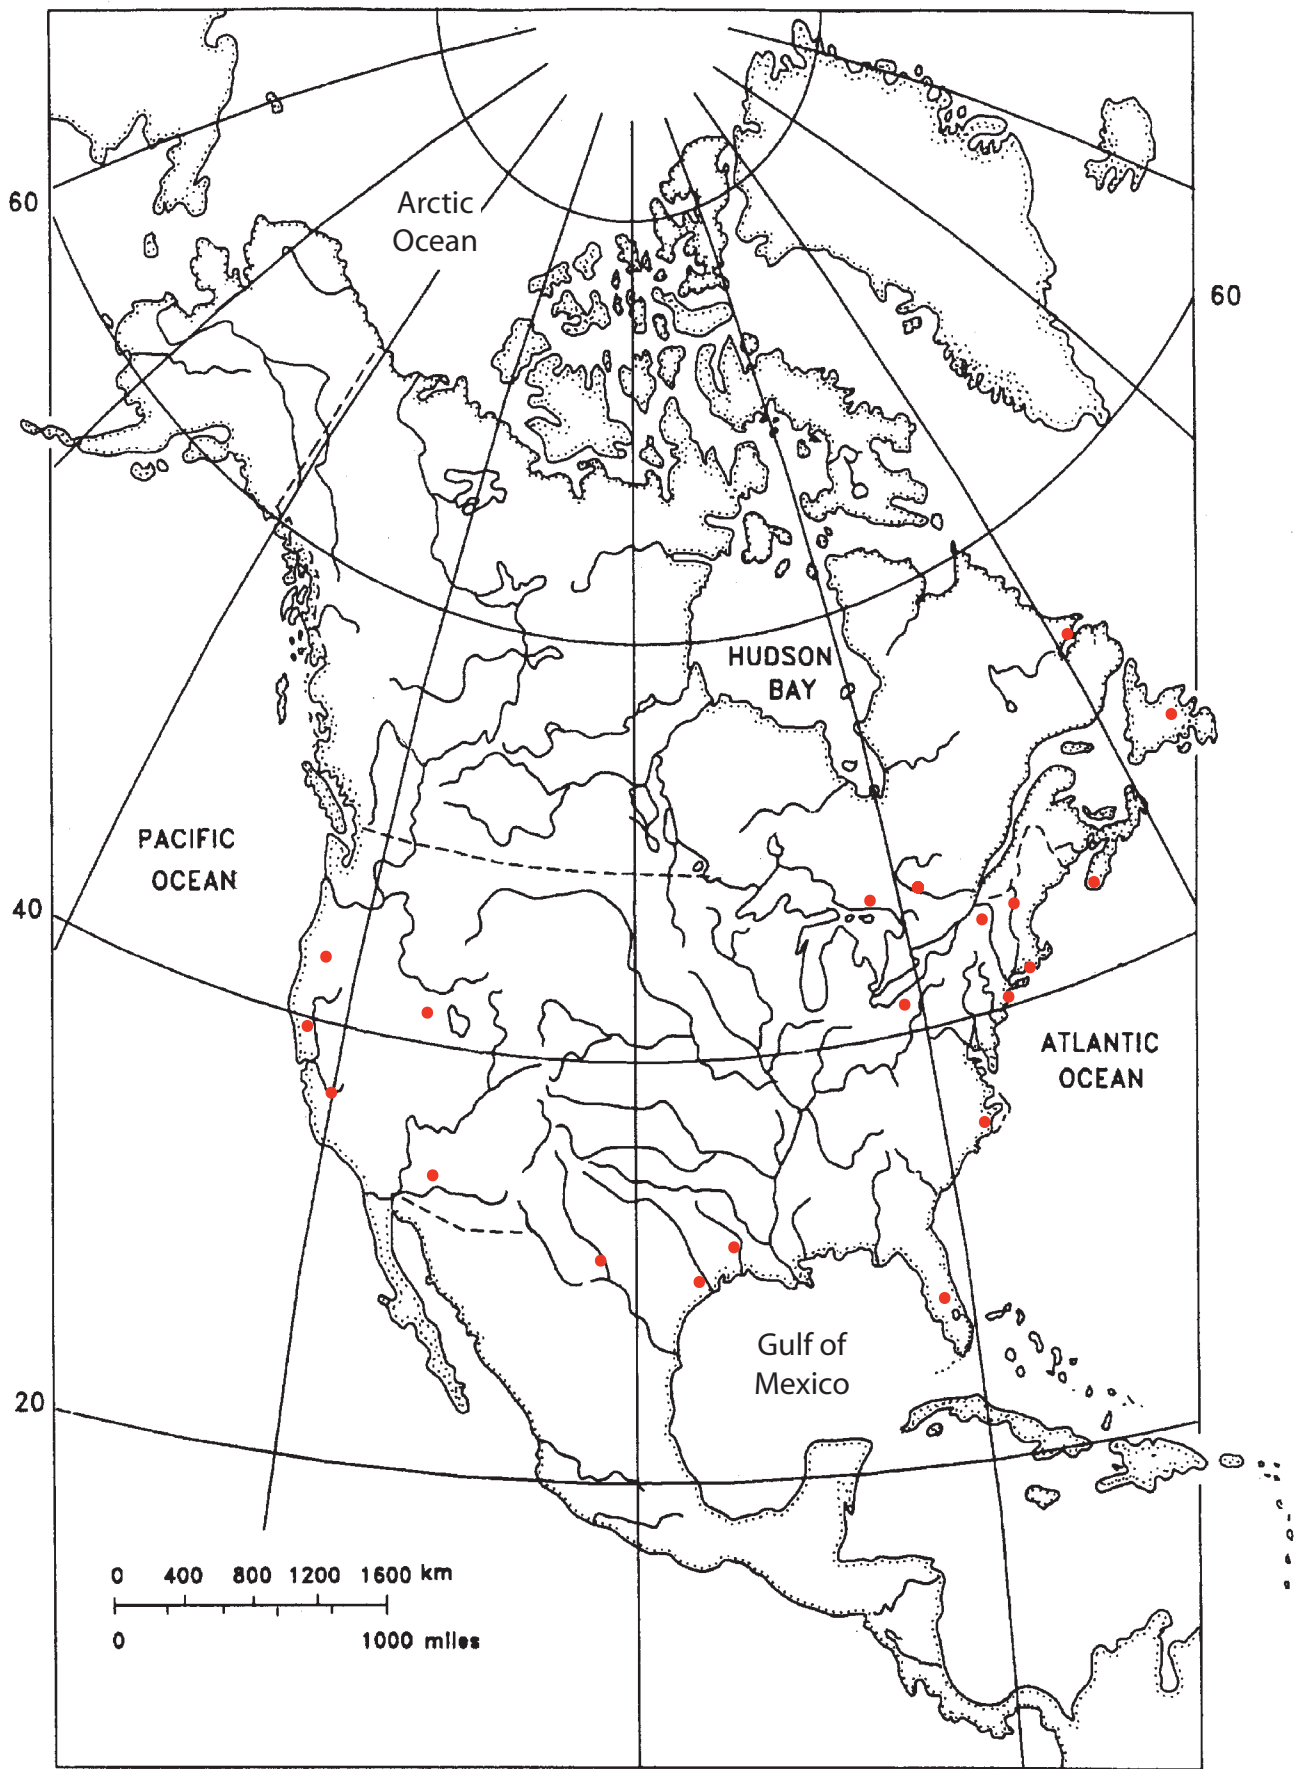 Arctic
Ocean
60
60
HUDSON
BAY
PACIFIC
OCEAN
40
ATLANTIC
OCEAN
Gulf of
Mexico
20
0 400 800 1200 1600 km
0 1000 miles